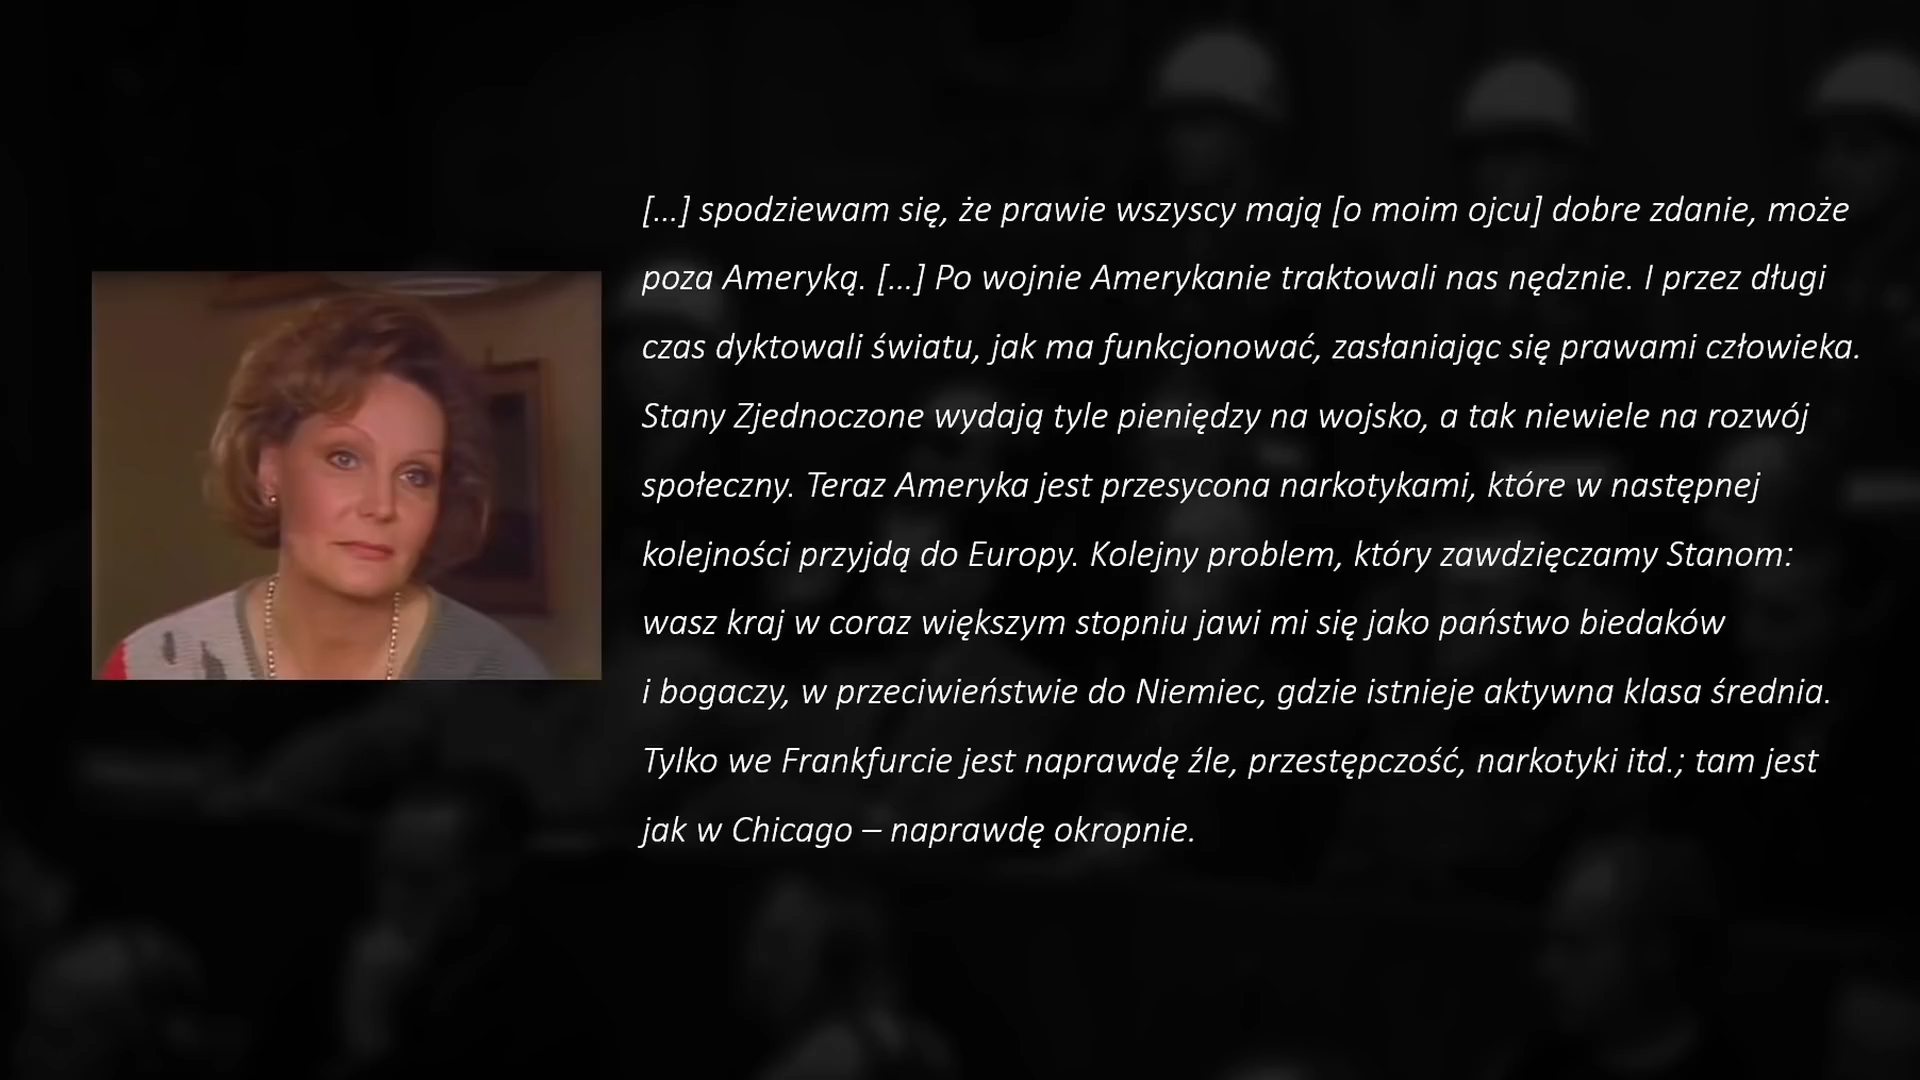 [...] spodziewam się, że prawie wszyscy mają [o moim ojcu] dobre zdanie, może
poza Ameryką. [...] Po wojnie Amerykanie traktowali nas nędznie. I przez długi
czas dyktowali światu, jak ma funkcjonować, zasłaniając się prawami człowieka.
Stany Zjednoczone wydają tyle pieniędzy na wojsko, a tak niewiele na rozwój
społeczny. Teraz Ameryka jest przesycona narkotykami, które w następnej
kolejności przyjdą do Europy. Kolejny problem, który zawdzięczamy Stanom:
wasz kraj w coraz większym stopniu jawi mi się jako państwo biedaków
i bogaczy, w przeciwieństwie do Niemiec, gdzie istnieje aktywna klasa średnia.
Tylko we Frankfurcie jest naprawdę źle, przestępczość, narkotyki itd.; tam jest
jak w Chicago – naprawdę okropnie.